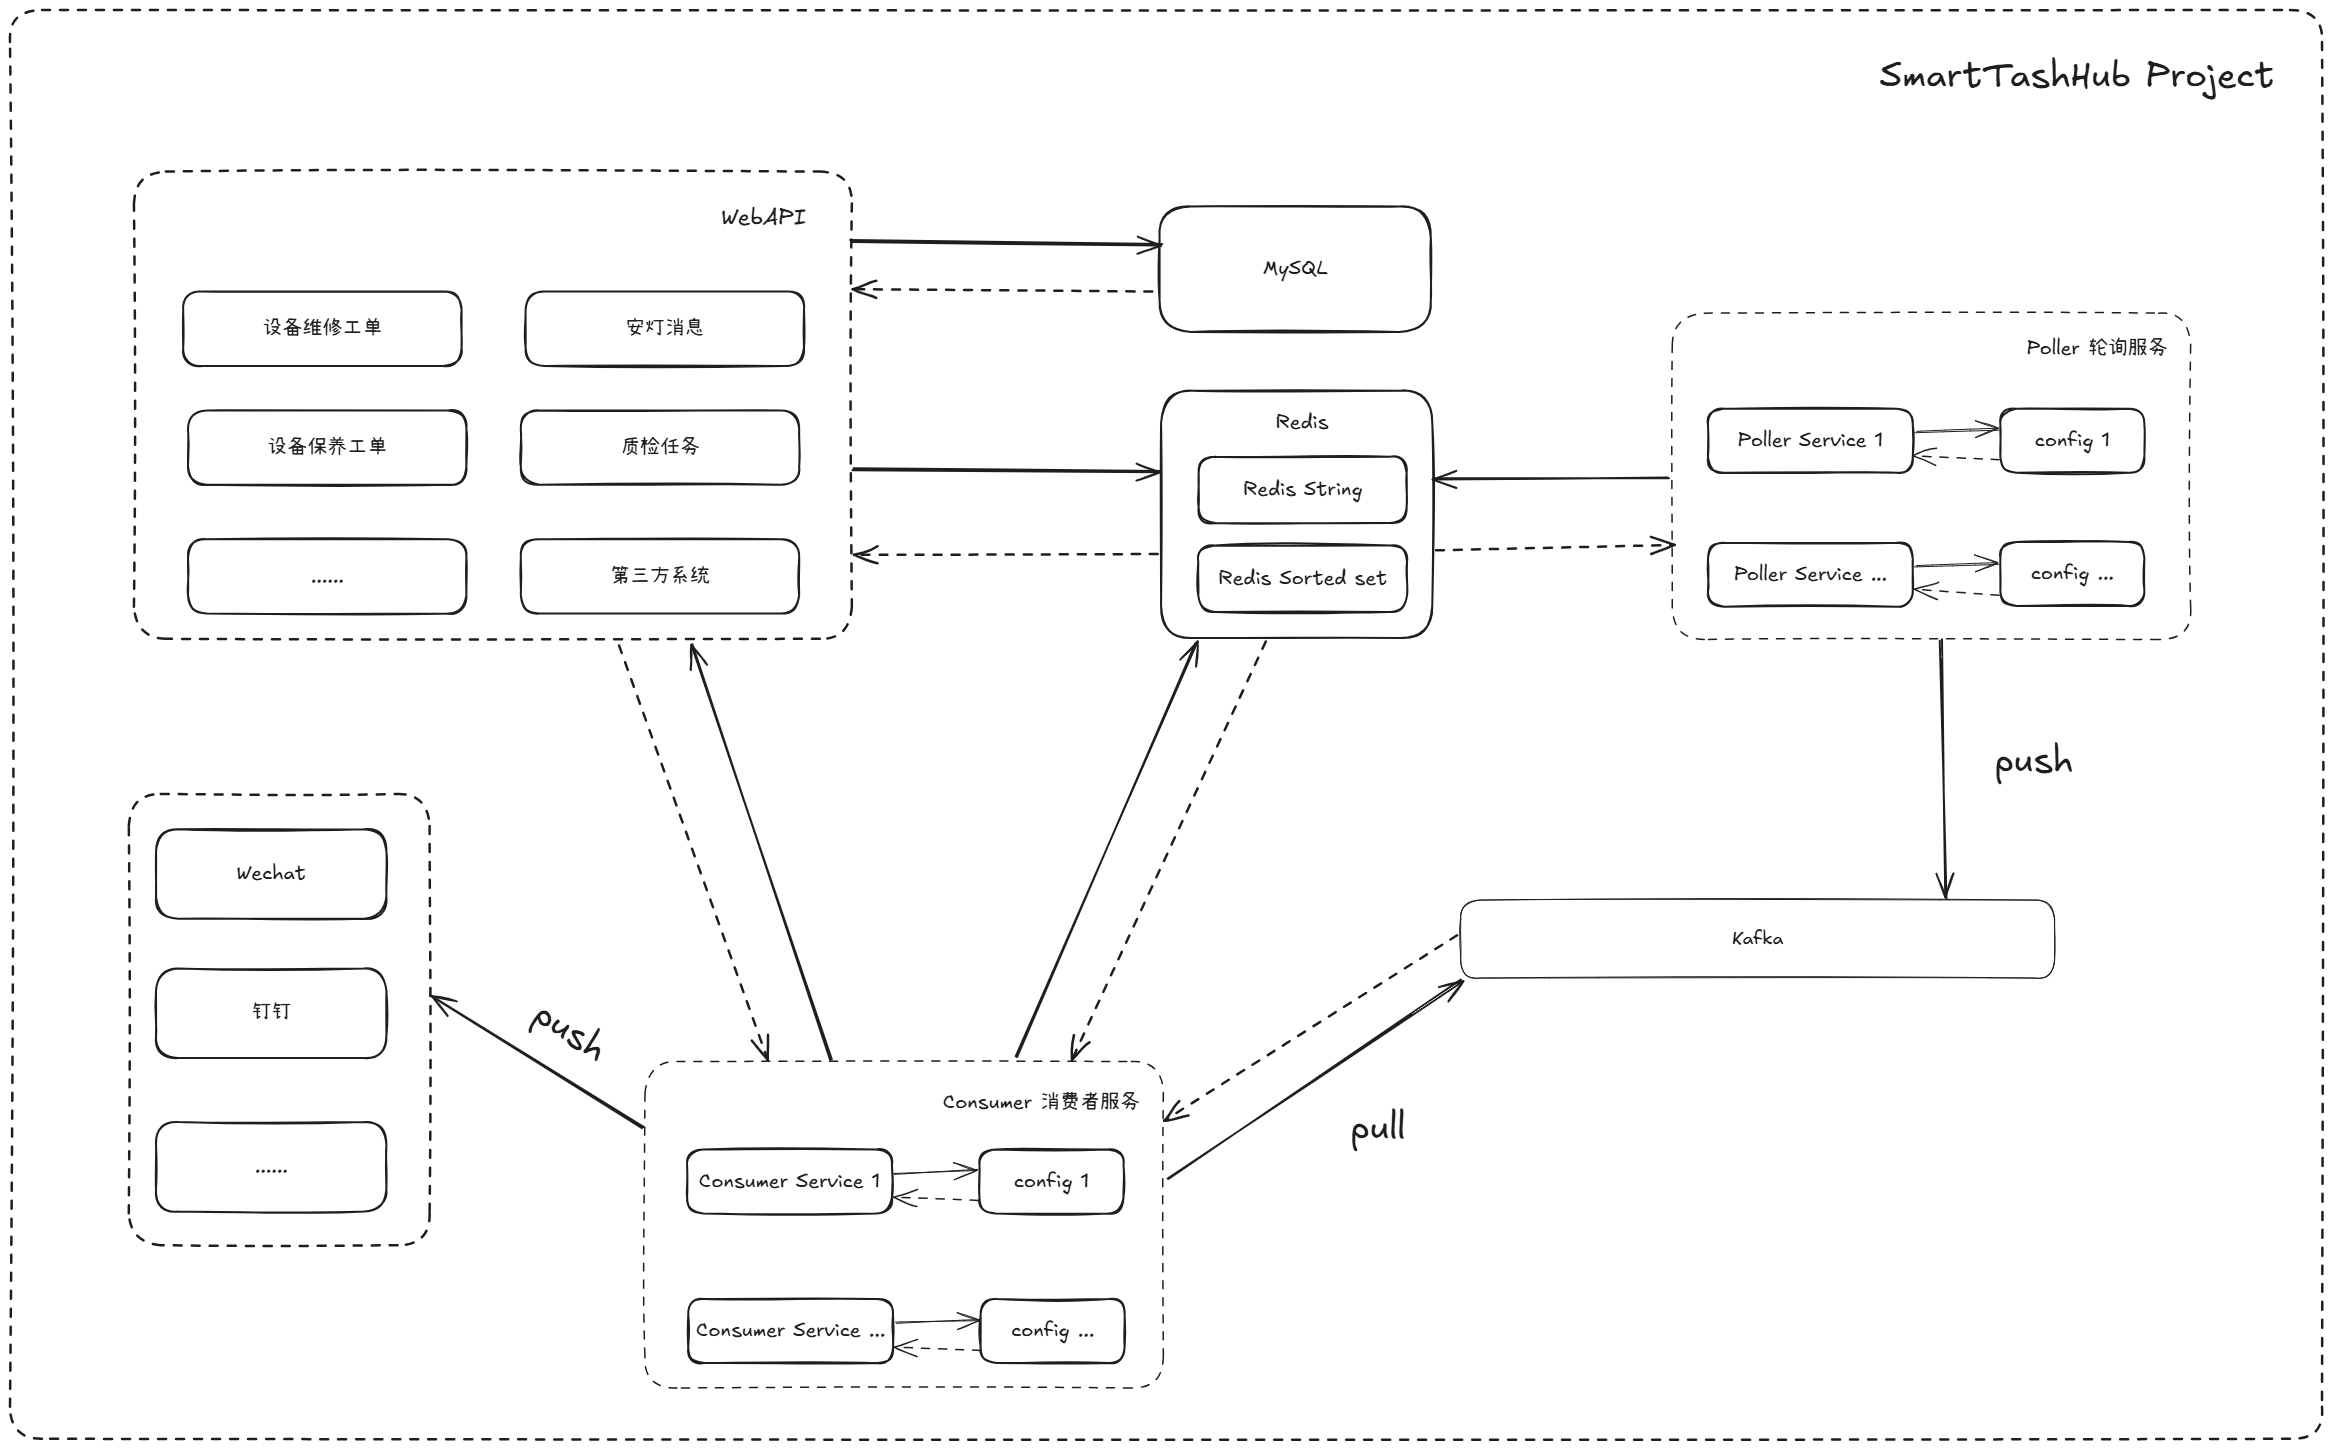 SmartTashHub Project
WebAPI
设备维修工单
安灯消息
设备保养工单
质检任务
......
第三方系统
MySQL
Redis
Redis String
Redis Sorted set
Poller 轮询服务
Poller Service 1
config 1
Poller Service ...
config ...
push
Kafka
Wechat
钉钉
......
push
pull
Consumer 消费者服务
Consumer Service 1
config 1
Consumer Service ...
config ...